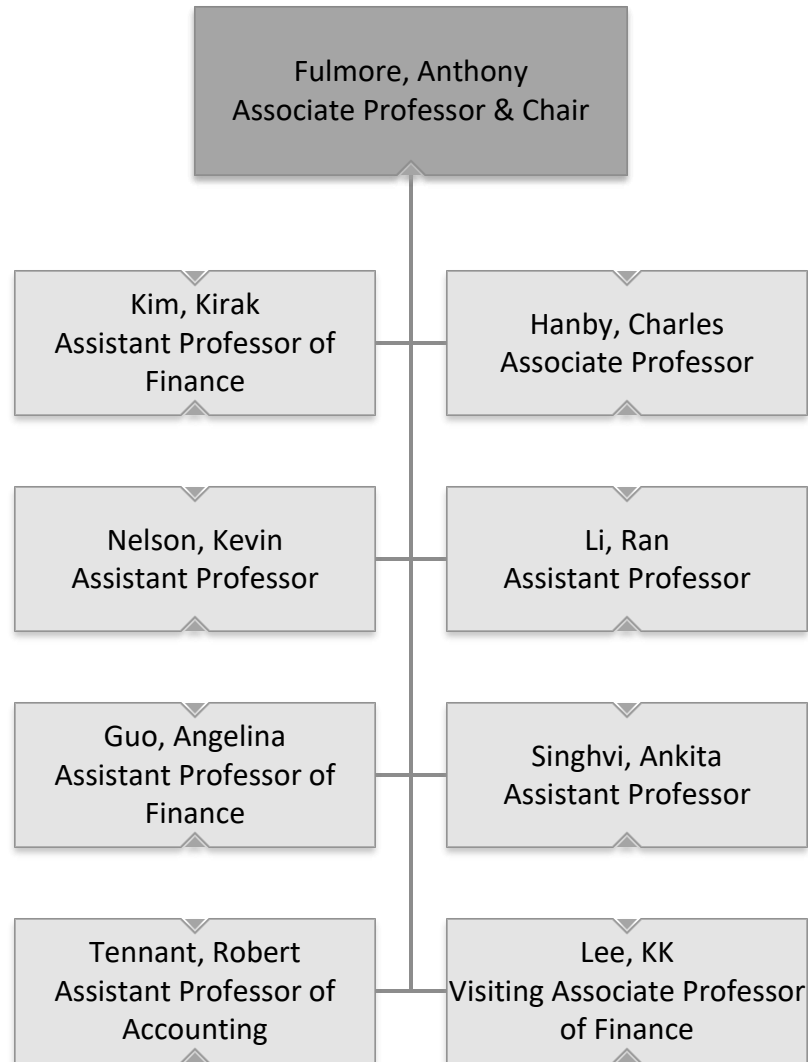 Fulmore, Anthony
Associate Professor & Chair
Kim, Kirak
Assistant Professor of
Finance
Hanby, Charles
Associate Professor
Nelson, Kevin
Assistant Professor
Li, Ran
Assistant Professor
Guo, Angelina
Assistant Professor of
Finance
Singhvi, Ankita
Assistant Professor
Tennant, Robert
Assistant Professor of
Accounting
Lee, KK
Visiting Associate Professor
of Finance